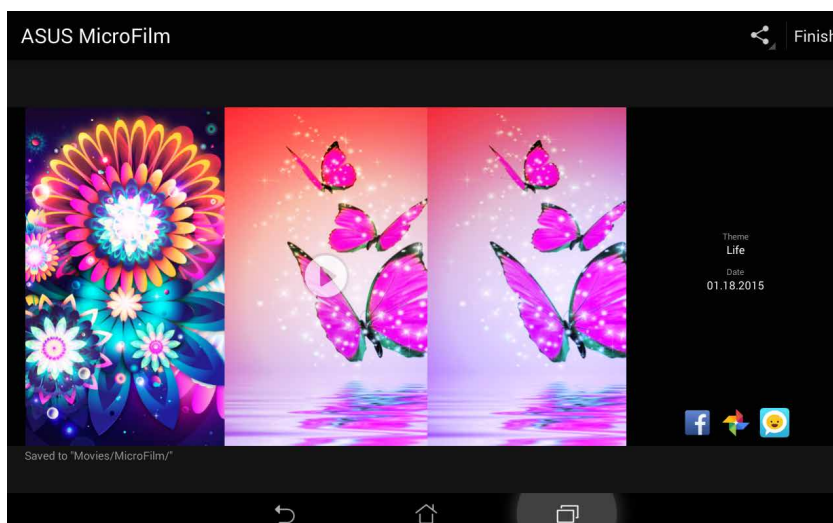 ASUS MicroFilm
Finish
Theme
Life
Date
01.18.2015
f
Saved to "Movies/MicroFilm/"